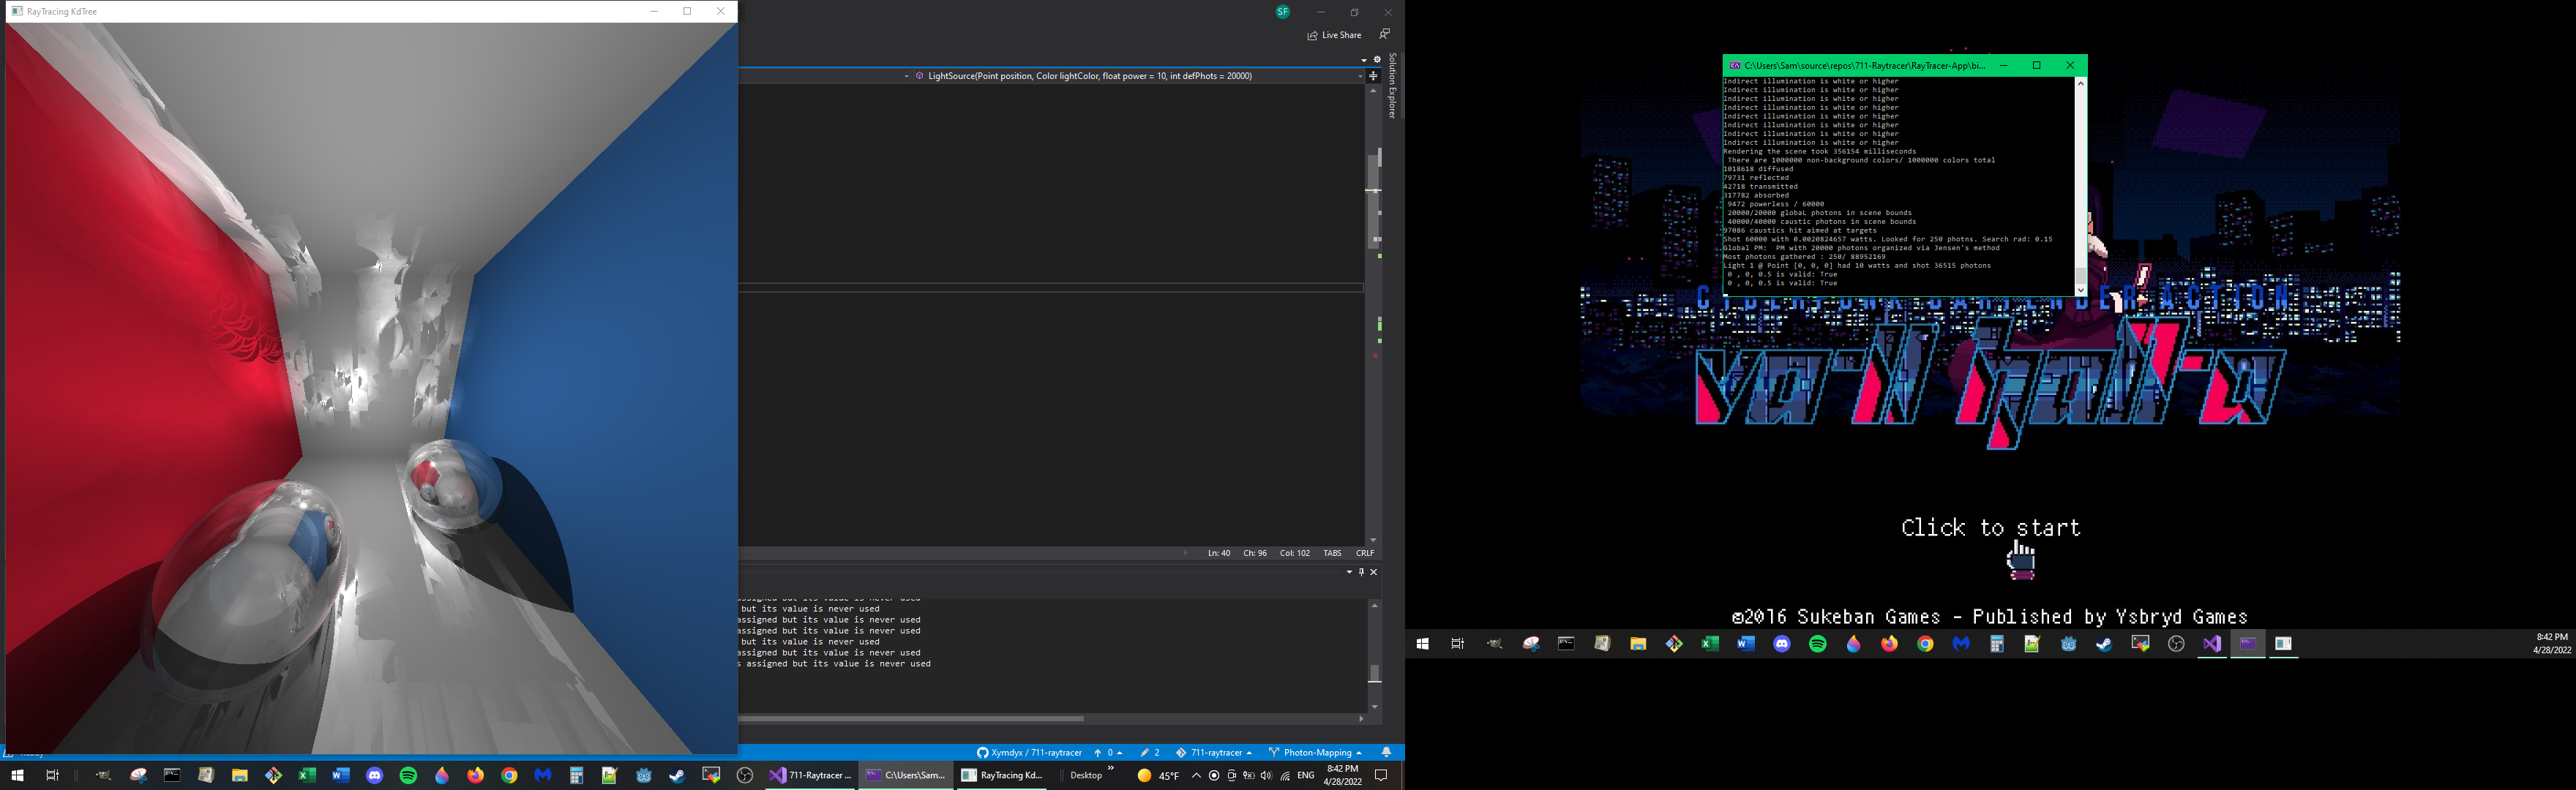 RayTracing KdTree
SF
Live Share
LightSource(Point position, Color lightColor, float power = 10, int defPhots = 20000)
Solution Explorer
Ln: 40 Ch: 96 Col: 102 TABS CRLF
assigned but its value is never used
but its value is never used
assigned but its value is never used
assigned but its value is never used
but its value is never used
assigned but its value is never used
s assigned but its value is never used
Xymdyx / 711-raytracer 0 2 711-raytracer Photon-Mapping
711-Raytracer ... C:\Users\Sam... RayTracing Kd... Desktop 45°F ENG
8:42 PM
4/28/2022
C:\Users\Sam\source\repos\711-Raytracer\RayTracer-App\bi...
Indirect illumination is white or higher
Indirect illumination is white or higher
Indirect illumination is white or higher
Indirect illumination is white or higher
Indirect illumination is white or higher
Indirect illumination is white or higher
Indirect illumination is white or higher
Indirect illumination is white or higher
Rendering the scene took 356154 milliseconds
There are 1000000 non-background colors/ 1000000 colors total
1018618 diffused
79731 reflected
42718 transmitted
317782 absorbed
9472 powerless / 60000
20000/20000 globaL photons in scene bounds
40000/40000 caustic photons in scene bounds
97086 caustics hit aimed at targets
Shot 60000 with 0.0020824657 watts. Looked for 250 photns. Search rad: 0.15
Global PM: PM with 20000 photons organized via Jensen's method
Most photons gathered : 250/ 88952169
Light 1 @ Point [0, 0, 0] had 10 watts and shot 36515 photons
0 , 0, 0.5 is valid: True
0 , 0, 0.5 is valid: True
CYBERPUNK BARTENDER ACTION
VA-11 HALL-A
Click to start
©2016 Sukeban Games - Published by Ysbryd Games
8:42 PM
4/28/2022